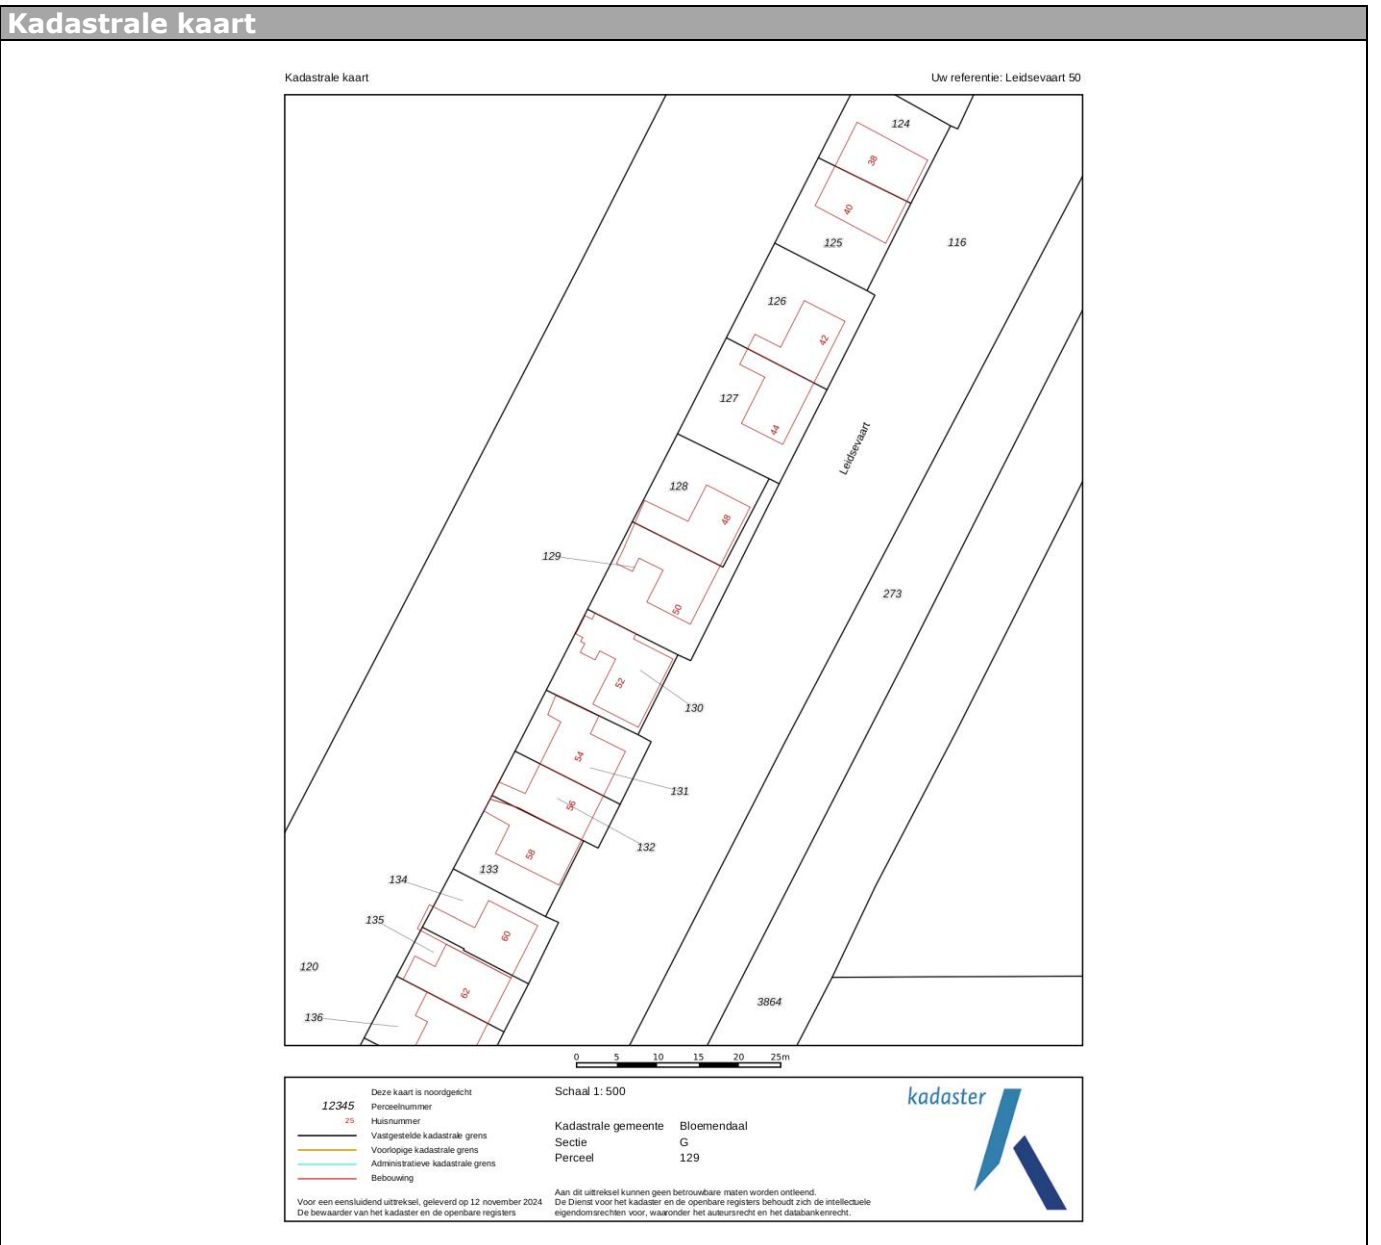 Kadastrale kaart
Kadastrale kaart
Uw referentie: Leidsevaart 50
124
38
40
125
116
126
42
127
44
Leidsevaart
128
48
129
50
273
52
130
54
131
56
132
58
133
134
60
135
120
62
3864
136
0 5 10 15 20 25m
Deze kaart is noordgericht
12345 Perceelnummer
25 Huisnummer
Vastgestelde kadastrale grens
Voorlopige kadastrale grens
Administratieve kadastrale grens
Bebouwing
Voor een eensluidend uittreksel, geleverd op 12 november 2024
De bewaarder van het kadaster en de openbare registers
Schaal 1: 500
Kadastrale gemeente Bloemendaal
Sectie G
Perceel 129
Aan dit uittreksel kunnen geen betrouwbare maten worden ontleend.
De Dienst voor het kadaster en de openbare registers behoudt zich de intellectuele
eigendomsrechten voor, waaronder het auteursrecht en het databankenrecht.
kadaster